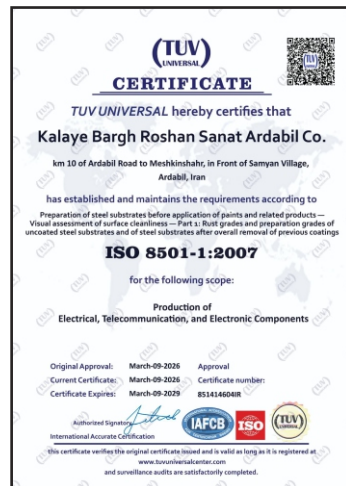 (TUV)
UNIVERSAL
CERTIFICATE
TUV UNIVERSAL hereby certifies that
Kalaye Bargh Roshan Sanat Ardabil Co.
km 10 of Ardabil Road to Meshkinshahr, in Front of Samyan Village,
Ardabil, Iran
has established and maintains the requirements according to
Preparation of steel substrates before application of paints and related products —
Visual assessment of surface cleanliness — Part 1: Rust grades and preparation grades of
uncoated steel substrates and of steel substrates after overall removal of previous coatings
ISO 8501-1:2007
for the following scope:
Production of
Electrical, Telecommunication, and Electronic Components
Original Approval: March-09-2026 Approval
Current Certificate: March-09-2026 Certificate number:
Certificate Expires: March-09-2029 851414604IR
Authorized Signatory
International Accurate Certification
IAFCB
ISO
(TUV)
this certificate verifies the original certificate issued and is valid as long as it is registered at
www.tuvuniversalcenter.com
and surveillance audits are satisfactorily completed.